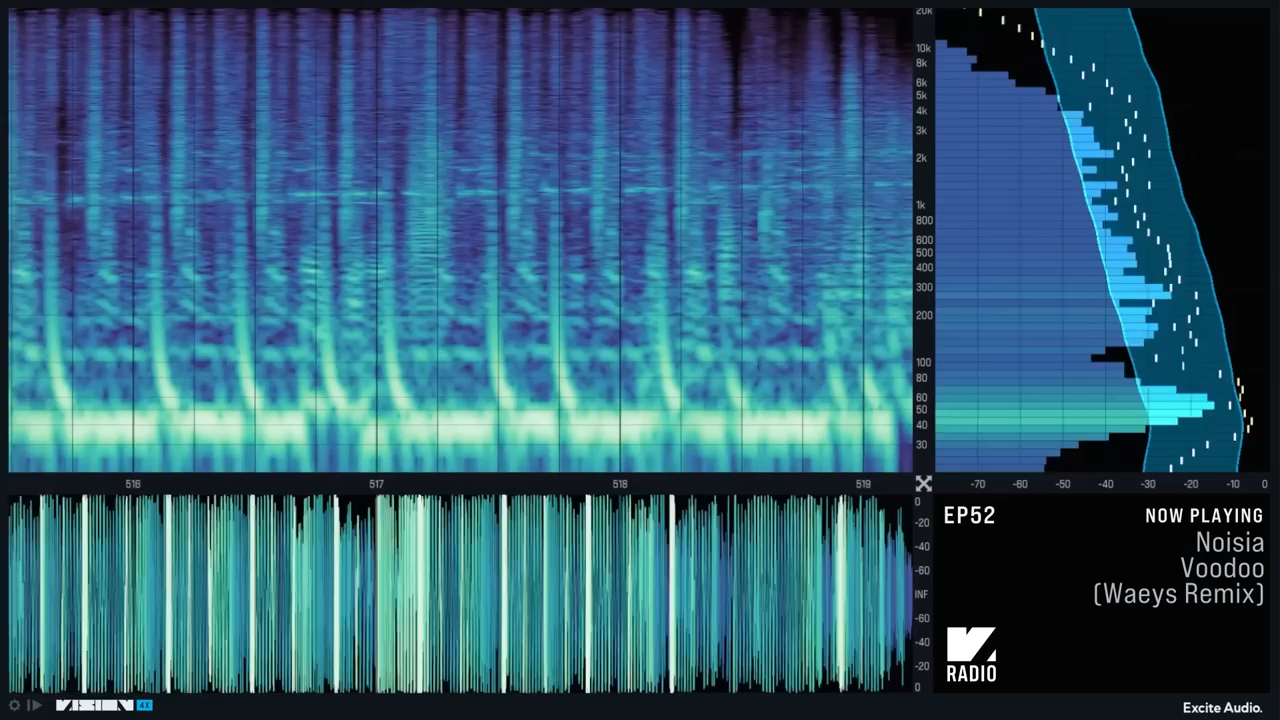 20k
10k
8k
6k
5k
4k
3k
2k
1k
800
600
500
400
300
200
100
80
60
50
40
30
516
517
518
519
-70
-60
-50
-40
-30
-20
-10
0
0
-20
-40
-60
INF
-60
-40
-20
0
EP52
NOW PLAYING
Noisia
Voodoo
(Waeys Remix)
RADIO
VISION 4X
Excite Audio.